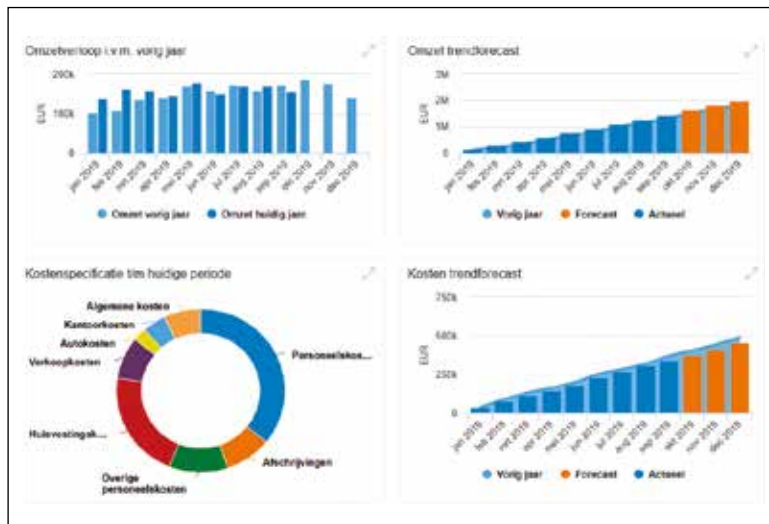 Omzetverloop i.v.m. vorig jaar
200k
100k
0
EUR
jan 2019
feb 2019
mrt 2019
apr 2019
mei 2019
jun 2019
jul 2019
aug 2019
sep 2019
okt 2019
nov 2019
dec 2019
Omzet vorig jaar
Omzet huidig jaar
Omzet trendforecast
3M
2M
1M
0
EUR
jan 2019
feb 2019
mrt 2019
apr 2019
mei 2019
jun 2019
jul 2019
aug 2019
sep 2019
okt 2019
nov 2019
dec 2019
Vorig jaar
Forecast
Actueel
Kostenspecificatie t/m huidige periode
Algemene kosten
Kantoorkosten
Autokosten
Verkoopkosten
Huisvestingsk...
Overige
personeelskosten
Afschrijvingen
Personeelskos...
Kosten trendforecast
750k
500k
250k
0
EUR
jan 2019
feb 2019
mrt 2019
apr 2019
mei 2019
jun 2019
jul 2019
aug 2019
sep 2019
okt 2019
nov 2019
dec 2019
Vorig jaar
Forecast
Actueel